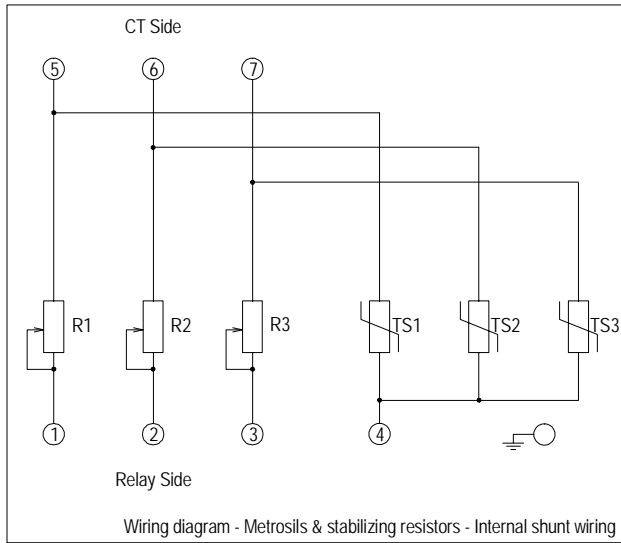 CT Side
5 6 7
R1 R2 R3 TS1 TS2 TS3
1 2 3 4
Relay Side
Wiring diagram - Metrosils & stabilizing resistors - Internal shunt wiring